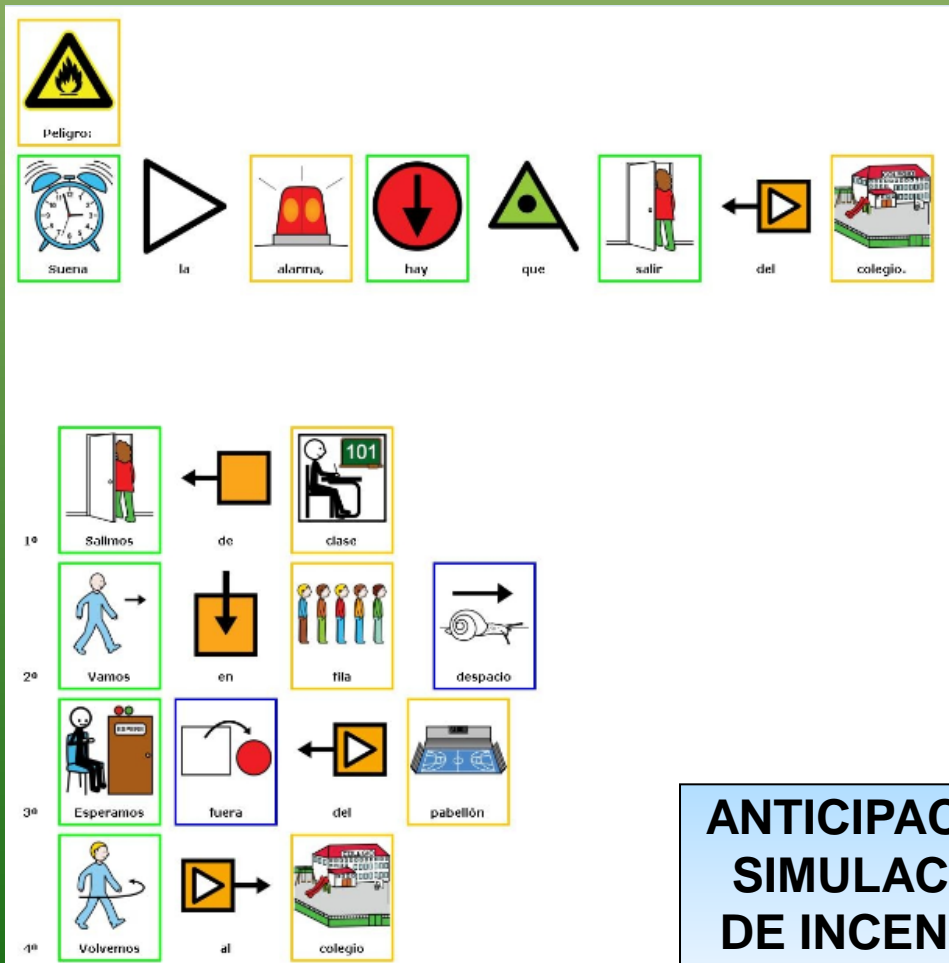 Peligro:
Suena la alarma, hay que salir del colegio.
1º Salimos de clase
101
2º Vamos en fila despacio
3º Esperamos fuera del pabellón
4º Volvemos al colegio
ANTICIPAC
SIMULAC
DE INCEN